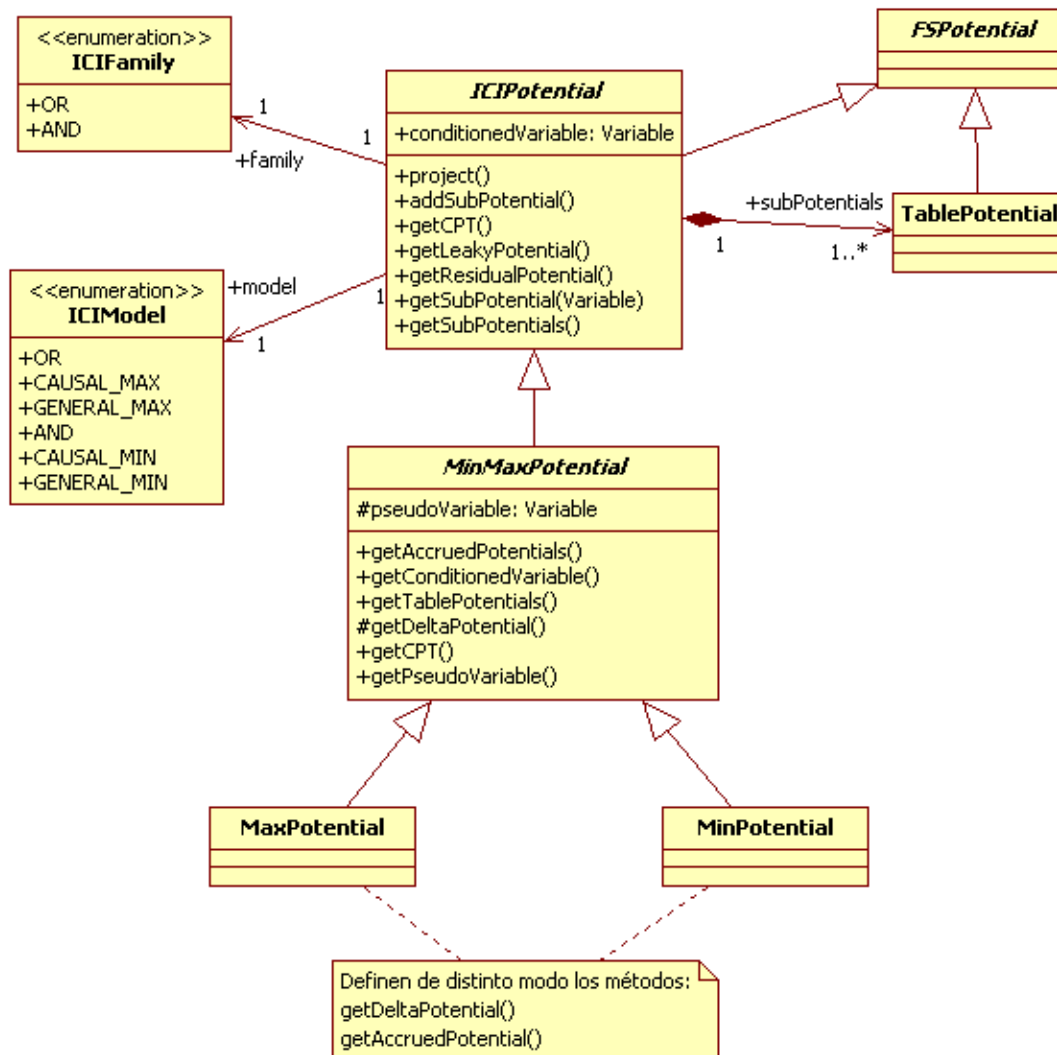 <<enumeration>>
ICIFamily
+OR
+AND
1
+family
1
ICIPotential
+conditionedVariable: Variable
+project()
+addSubPotential()
+getCPT()
+getLeakyPotential()
+getResidualPotential()
+getSubPotential(Variable)
+getSubPotentials()
FSPotential
+subPotentials
1
1..*
TablePotential
<<enumeration>>
ICIModel
+OR
+CAUSAL_MAX
+GENERAL_MAX
+AND
+CAUSAL_MIN
+GENERAL_MIN
+model
1
1
MinMaxPotential
#pseudoVariable: Variable
+getAccruedPotentials()
+getConditionedVariable()
+getTablePotentials()
#getDeltaPotential()
+getCPT()
+getPseudoVariable()
MaxPotential
MinPotential
Definen de distinto modo los métodos:
getDeltaPotential()
getAccruedPotential()